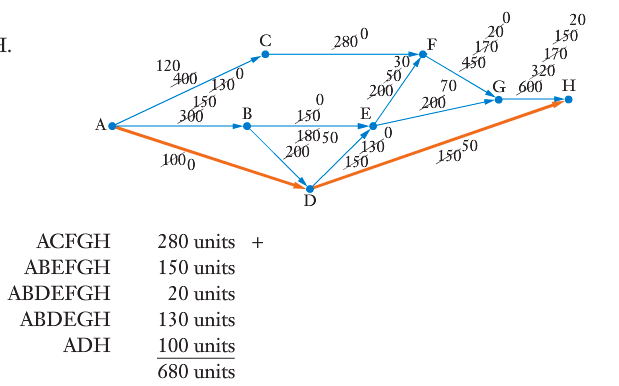 H.
0
20
170
450
20
150
170
320
600
C
280 0
F
120
400
30
50
200
130 0
150
300
G
H
70
200
0
150
A
B
E
180 50
200
0
130
150
100 0
150 50
D
ACFGH 280 units +
ABEFGH 150 units
ABDEFGH 20 units
ABDEGH 130 units
ADH 100 units
680 units